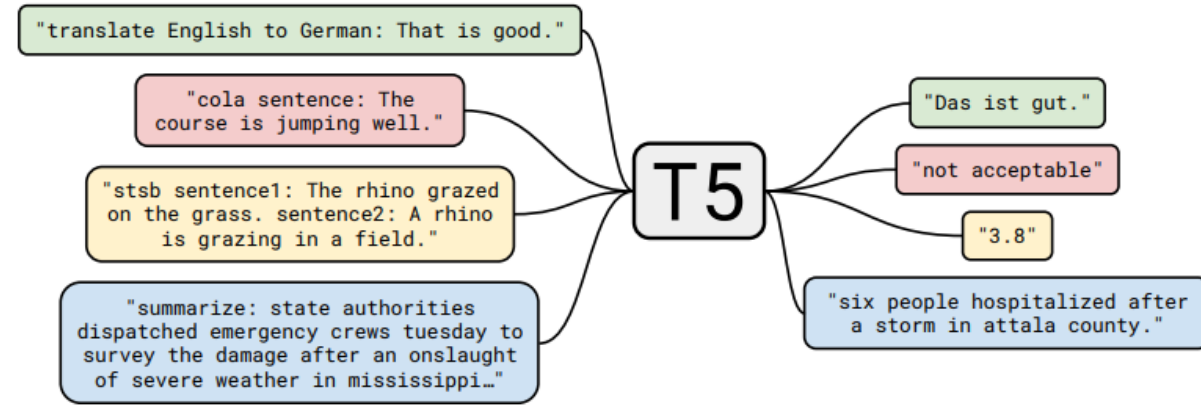 "translate English to German: That is good."
"cola sentence: The
course is jumping well."
"stsb sentence1: The rhino grazed
on the grass. sentence2: A rhino
is grazing in a field."
"summarize: state authorities
dispatched emergency crews tuesday to
survey the damage after an onslaught
of severe weather in mississippi…"
T5
"Das ist gut."
"not acceptable"
"3.8"
"six people hospitalized after
a storm in attala county."